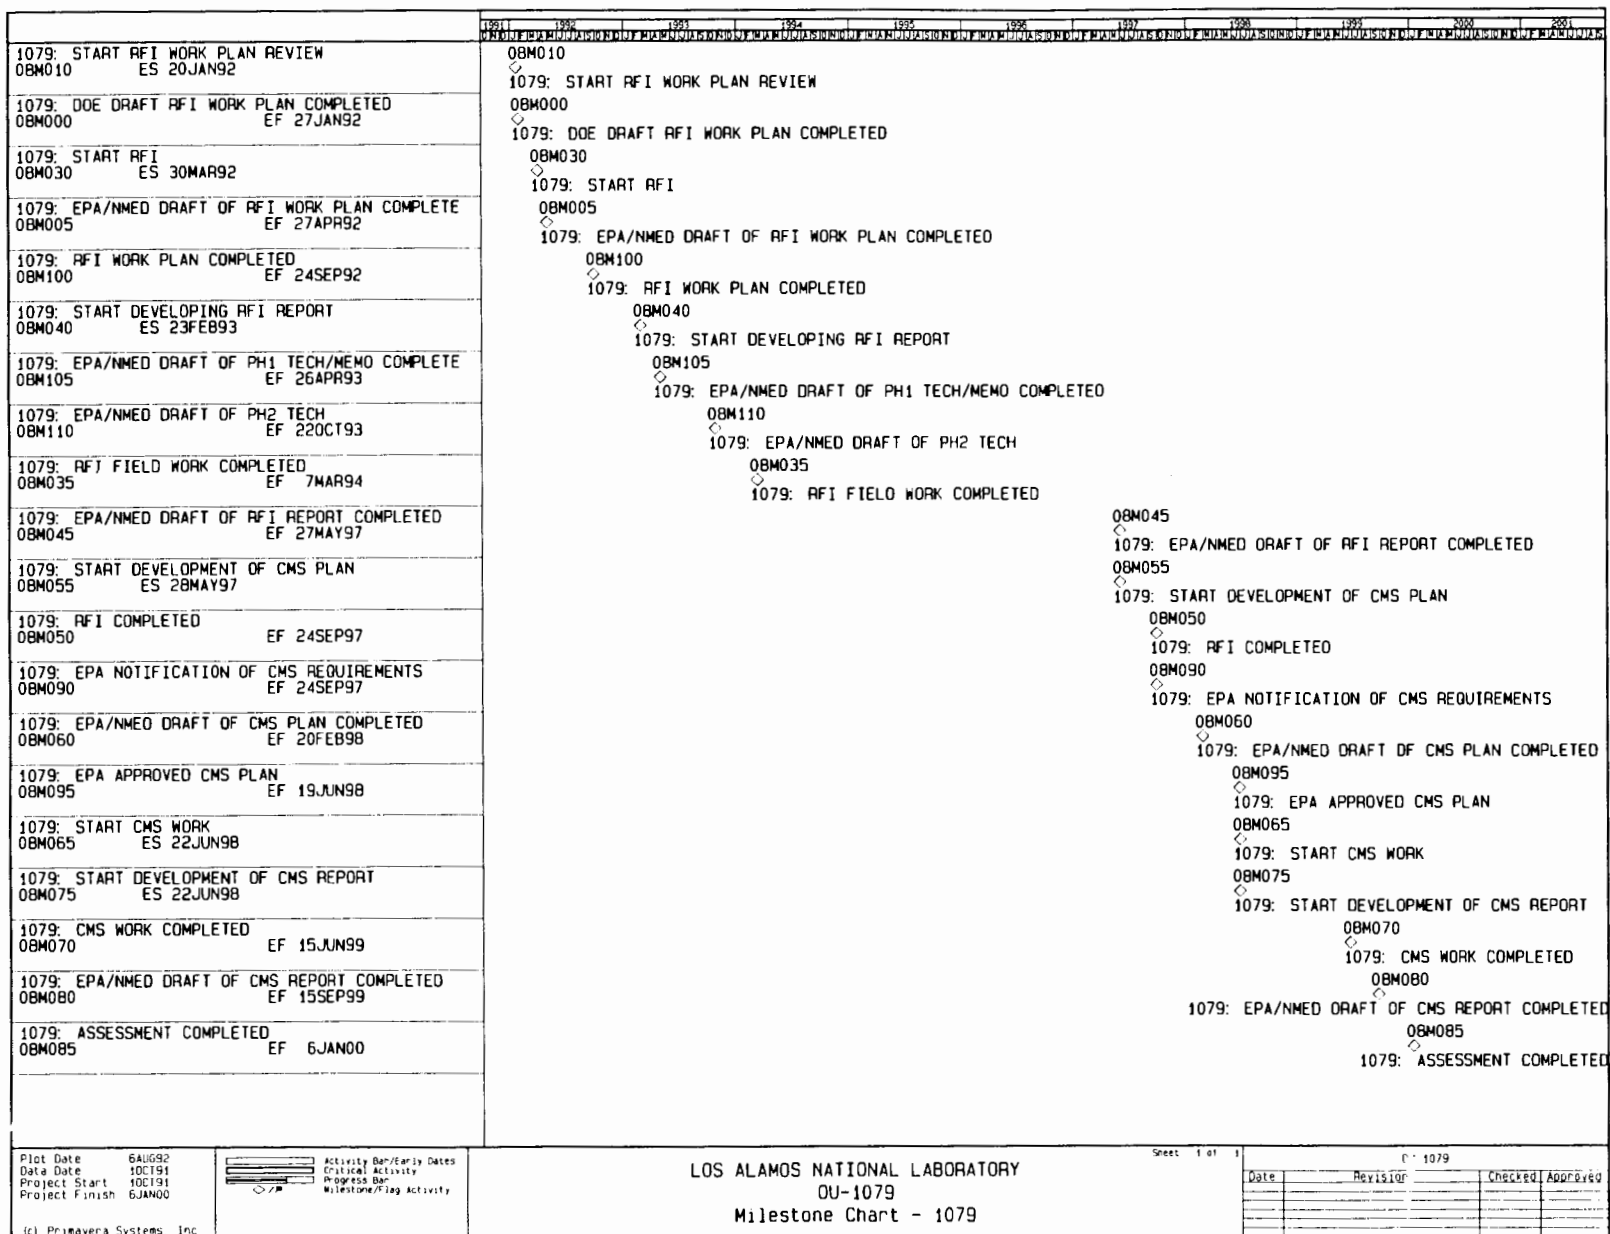 1991 1992 1993 1994 1995 1996 1997 1998 1999 2000 2001
1079: START RFI WORK PLAN REVIEW
08M010 ES 20JAN92
08M010
1079: START RFI WORK PLAN REVIEW
1079: DOE DRAFT RFI WORK PLAN COMPLETED
08M000 EF 27JAN92
08M000
1079: DOE DRAFT RFI WORK PLAN COMPLETED
1079: START RFI
08M030 ES 30MAR92
08M030
1079: START RFI
1079: EPA/NMED DRAFT OF RFI WORK PLAN COMPLETE
08M005 EF 27APR92
08M005
1079: EPA/NMED DRAFT OF RFI WORK PLAN COMPLETED
1079: RFI WORK PLAN COMPLETED
08M100 EF 24SEP92
08M100
1079: RFI WORK PLAN COMPLETED
1079: START DEVELOPING RFI REPORT
08M040 ES 23FEB93
08M040
1079: START DEVELOPING RFI REPORT
1079: EPA/NMED DRAFT OF PH1 TECH/MEMO COMPLETE
08M105 EF 26APR93
08M105
1079: EPA/NMED DRAFT OF PH1 TECH/MEMO COMPLETED
1079: EPA/NMED DRAFT OF PH2 TECH
08M110 EF 22OCT93
08M110
1079: EPA/NMED DRAFT OF PH2 TECH
1079: RFI FIELD WORK COMPLETED
08M035 EF 7MAR94
08M035
1079: RFI FIELD WORK COMPLETED
1079: EPA/NMED DRAFT OF RFI REPORT COMPLETED
08M045 EF 27MAY97
08M045
1079: EPA/NMED DRAFT OF RFI REPORT COMPLETED
1079: START DEVELOPMENT OF CMS PLAN
08M055 ES 28MAY97
08M055
1079: START DEVELOPMENT OF CMS PLAN
1079: RFI COMPLETED
08M050 EF 24SEP97
08M050
1079: RFI COMPLETED
1079: EPA NOTIFICATION OF CMS REQUIREMENTS
08M090 EF 24SEP97
08M090
1079: EPA NOTIFICATION OF CMS REQUIREMENTS
1079: EPA/NMED DRAFT OF CMS PLAN COMPLETED
08M060 EF 20FEB98
08M060
1079: EPA/NMED DRAFT OF CMS PLAN COMPLETED
1079: EPA APPROVED CMS PLAN
08M095 EF 19JUN98
08M095
1079: EPA APPROVED CMS PLAN
1079: START CMS WORK
08M065 ES 22JUN98
08M065
1079: START CMS WORK
1079: START DEVELOPMENT OF CMS REPORT
08M075 ES 22JUN98
08M075
1079: START DEVELOPMENT OF CMS REPORT
1079: CMS WORK COMPLETED
08M070 EF 15JUN99
08M070
1079: CMS WORK COMPLETED
1079: EPA/NMED DRAFT OF CMS REPORT COMPLETED
08M080 EF 15SEP99
08M080
1079: EPA/NMED DRAFT OF CMS REPORT COMPLETED
1079: ASSESSMENT COMPLETED
08M085 EF 6JAN00
08M085
1079: ASSESSMENT COMPLETED
Plot Date 6AUG92
Data Date 1OCT91
Project Start 1OCT91
Project Finish 6JAN00
(c) Primavera Systems Inc
Activity Bar/Early Dates
Critical Activity
Progress Bar
Milestone/Flag Activity
LOS ALAMOS NATIONAL LABORATORY
OU-1079
Milestone Chart - 1079
Sheet 1 of 1
1079
Date Revision Checked Approved